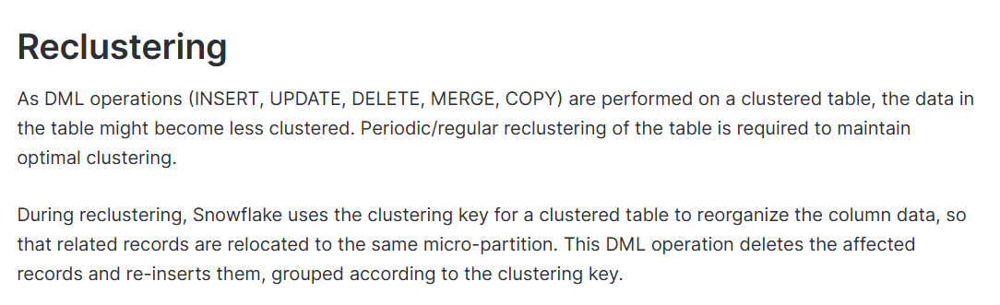 Reclustering
As DML operations (INSERT, UPDATE, DELETE, MERGE, COPY) are performed on a clustered table, the data in
the table might become less clustered. Periodic/regular reclustering of the table is required to maintain
optimal clustering.
During reclustering, Snowflake uses the clustering key for a clustered table to reorganize the column data, so
that related records are relocated to the same micro-partition. This DML operation deletes the affected
records and re-inserts them, grouped according to the clustering key.